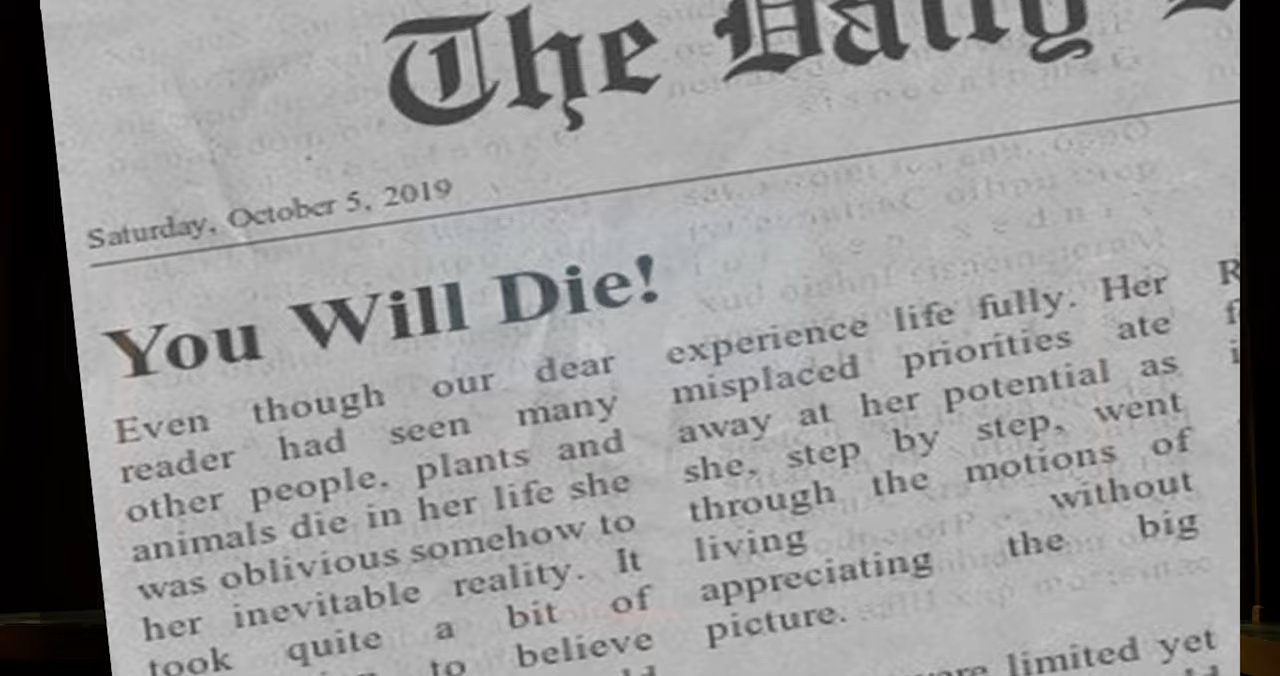 The Daily
Saturday, October 5, 2019
You Will Die!
Even though our dear
reader had seen many
other people, plants and
animals die in her life she
was oblivious somehow to
her inevitable reality. It
took quite a bit of
to believe
experience life fully. Her
misplaced priorities ate
away at her potential as
she, step by step, went
through the motions of
living without
appreciating the big
picture.
limited yet